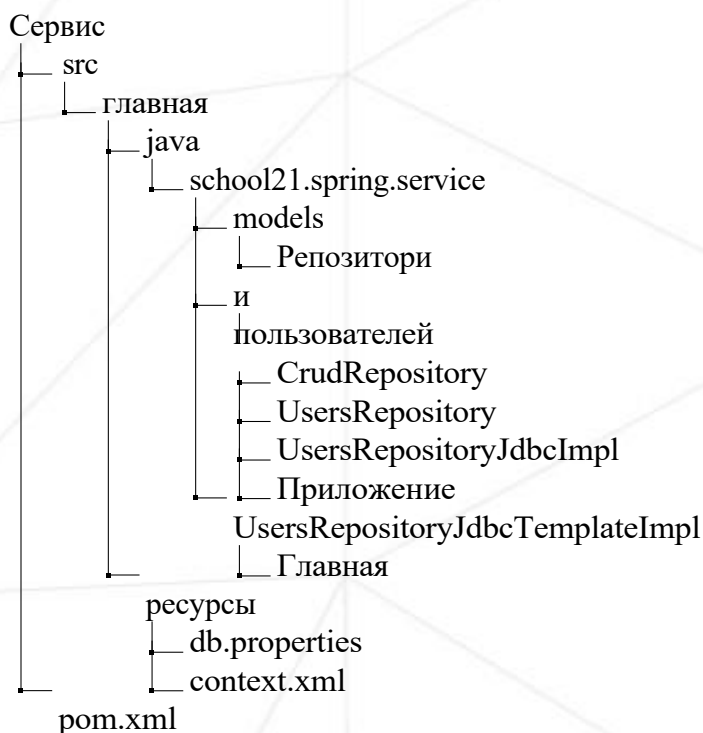 Сервис
src
главная
java
school21.spring.service
models
Репозитори
и
пользователей
CrudRepository
UsersRepository
UsersRepositoryJdbcImpl
Приложение
UsersRepositoryJdbcTemplateImpl
Главная
ресурсы
db.properties
context.xml
pom.xml